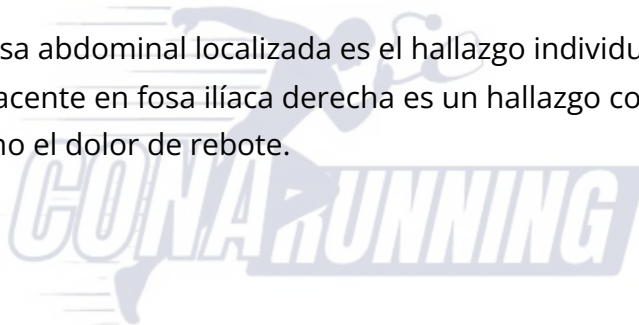 sa abdominal localizada es el hallazgo individu
acente en fosa ilíaca derecha es un hallazgo co
no el dolor de rebote.
CONARUNNING